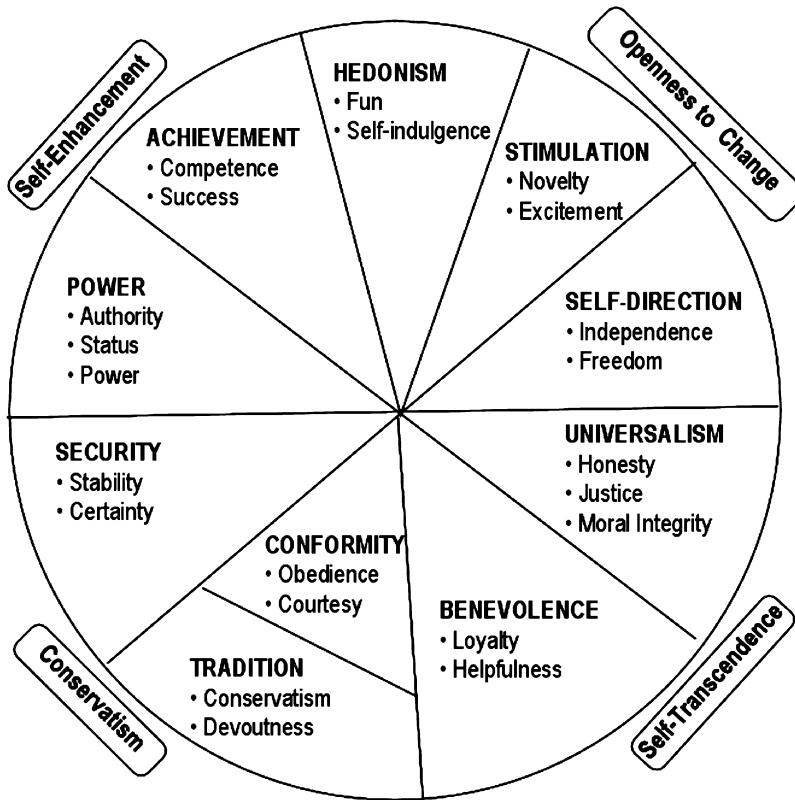 Self-Enhancement
Openness to Change
HEDONISM
• Fun
• Self-indulgence
ACHIEVEMENT
• Competence
• Success
STIMULATION
• Novelty
• Excitement
POWER
• Authority
• Status
• Power
SELF-DIRECTION
• Independence
• Freedom
SECURITY
• Stability
• Certainty
UNIVERSALISM
• Honesty
• Justice
• Moral Integrity
CONFORMITY
• Obedience
• Courtesy
BENEVOLENCE
• Loyalty
• Helpfulness
TRADITION
• Conservatism
• Devoutness
Conservatism
Self-Transcendence